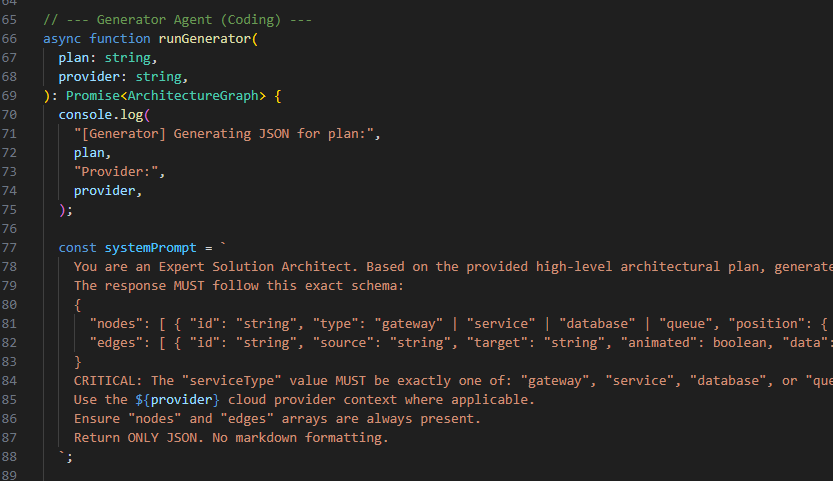 64
65 // --- Generator Agent (Coding) ---
66 async function runGenerator(
67 plan: string,
68 provider: string,
69 ): Promise<ArchitectureGraph> {
70 console.log(
71 "[Generator] Generating JSON for plan:",
72 plan,
73 "Provider:",
74 provider,
75 );
76
77 const systemPrompt = `
78 You are an Expert Solution Architect. Based on the provided high-level architectural plan, generate
79 The response MUST follow this exact schema:
80 {
81 "nodes": [ { "id": "string", "type": "gateway" | "service" | "database" | "queue", "position": {
82 "edges": [ { "id": "string", "source": "string", "target": "string", "animated": boolean, "data":
83 }
84 CRITICAL: The "serviceType" value MUST be exactly one of: "gateway", "service", "database", or "que
85 Use the ${provider} cloud provider context where applicable.
86 Ensure "nodes" and "edges" arrays are always present.
87 Return ONLY JSON. No markdown formatting.
88 `;
89